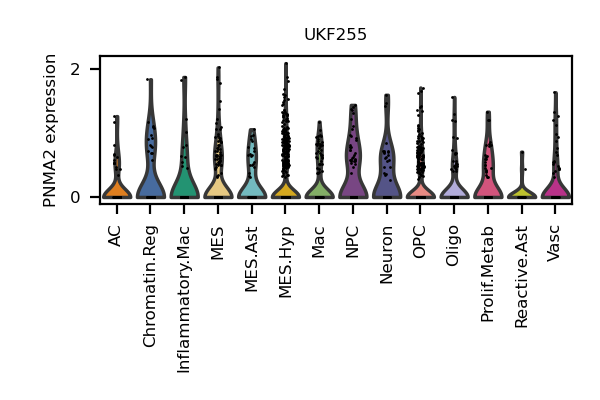 UKF255
PNMA2 expression
2
0
AC
Chromatin.Reg
Inflammatory.Mac
MES
MES.Ast
MES.Hyp
Mac
NPC
Neuron
OPC
Oligo
Prolif.Metab
Reactive.Ast
Vasc